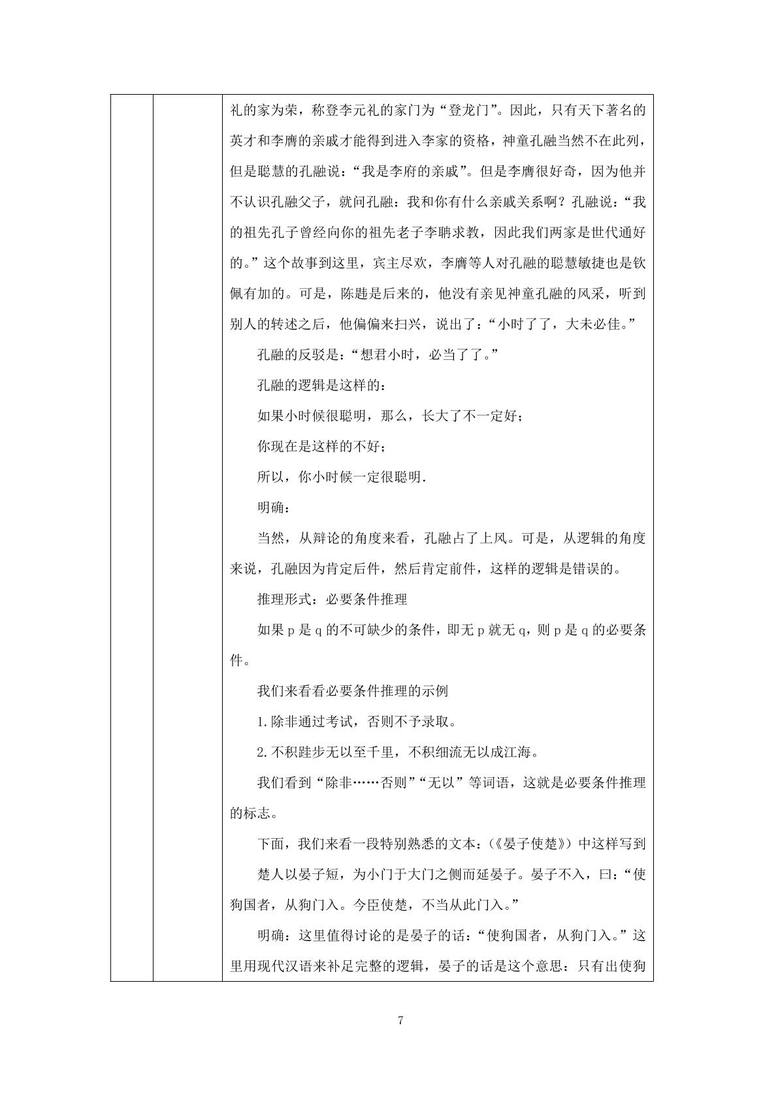 礼的家为荣，称登李元礼的家门为“登龙门”。因此，只有天下著名的
英才和李膺的亲戚才能得到进入李家的资格，神童孔融当然不在此列，
但是聪慧的孔融说：“我是李府的亲戚”。但是李膺很好奇，因为他并
不认识孔融父子，就问孔融：我和你有什么亲戚关系啊？孔融说：“我
的祖先孔子曾经向你的祖先老子李聃求教，因此我们两家是世代通好
的。”这个故事到这里，宾主尽欢，李膺等人对孔融的聪慧敏捷也是钦
佩有加的。可是，陈韪是后来的，他没有亲见神童孔融的风采，听到
别人的转述之后，他偏偏来扫兴，说出了：“小时了了，大未必佳。”
孔融的反驳是：“想君小时，必当了了。”
孔融的逻辑是这样的：
如果小时候很聪明，那么，长大了不一定好；
你现在是这样的不好；
所以，你小时候一定很聪明.
明确：
当然，从辩论的角度来看，孔融占了上风。可是，从逻辑的角度
来说，孔融因为肯定后件，然后肯定前件，这样的逻辑是错误的。
推理形式：必要条件推理
如果 p 是 q 的不可缺少的条件，即无 p 就无 q，则 p 是 q 的必要条
件。
我们来看看必要条件推理的示例
1.除非通过考试，否则不予录取。
2.不积跬步无以至千里，不积细流无以成江海。
我们看到“除非……否则”“无以”等词语，这就是必要条件推理
的标志。
下面，我们来看一段特别熟悉的文本：（《晏子使楚》）中这样写到
楚人以晏子短，为小门于大门之侧而延晏子。晏子不入，曰：“使
狗国者，从狗门入。今臣使楚，不当从此门入。”
明确：这里值得讨论的是晏子的话：“使狗国者，从狗门入。”这
里用现代汉语来补足完整的逻辑，晏子的话是这个意思：只有出使狗
7